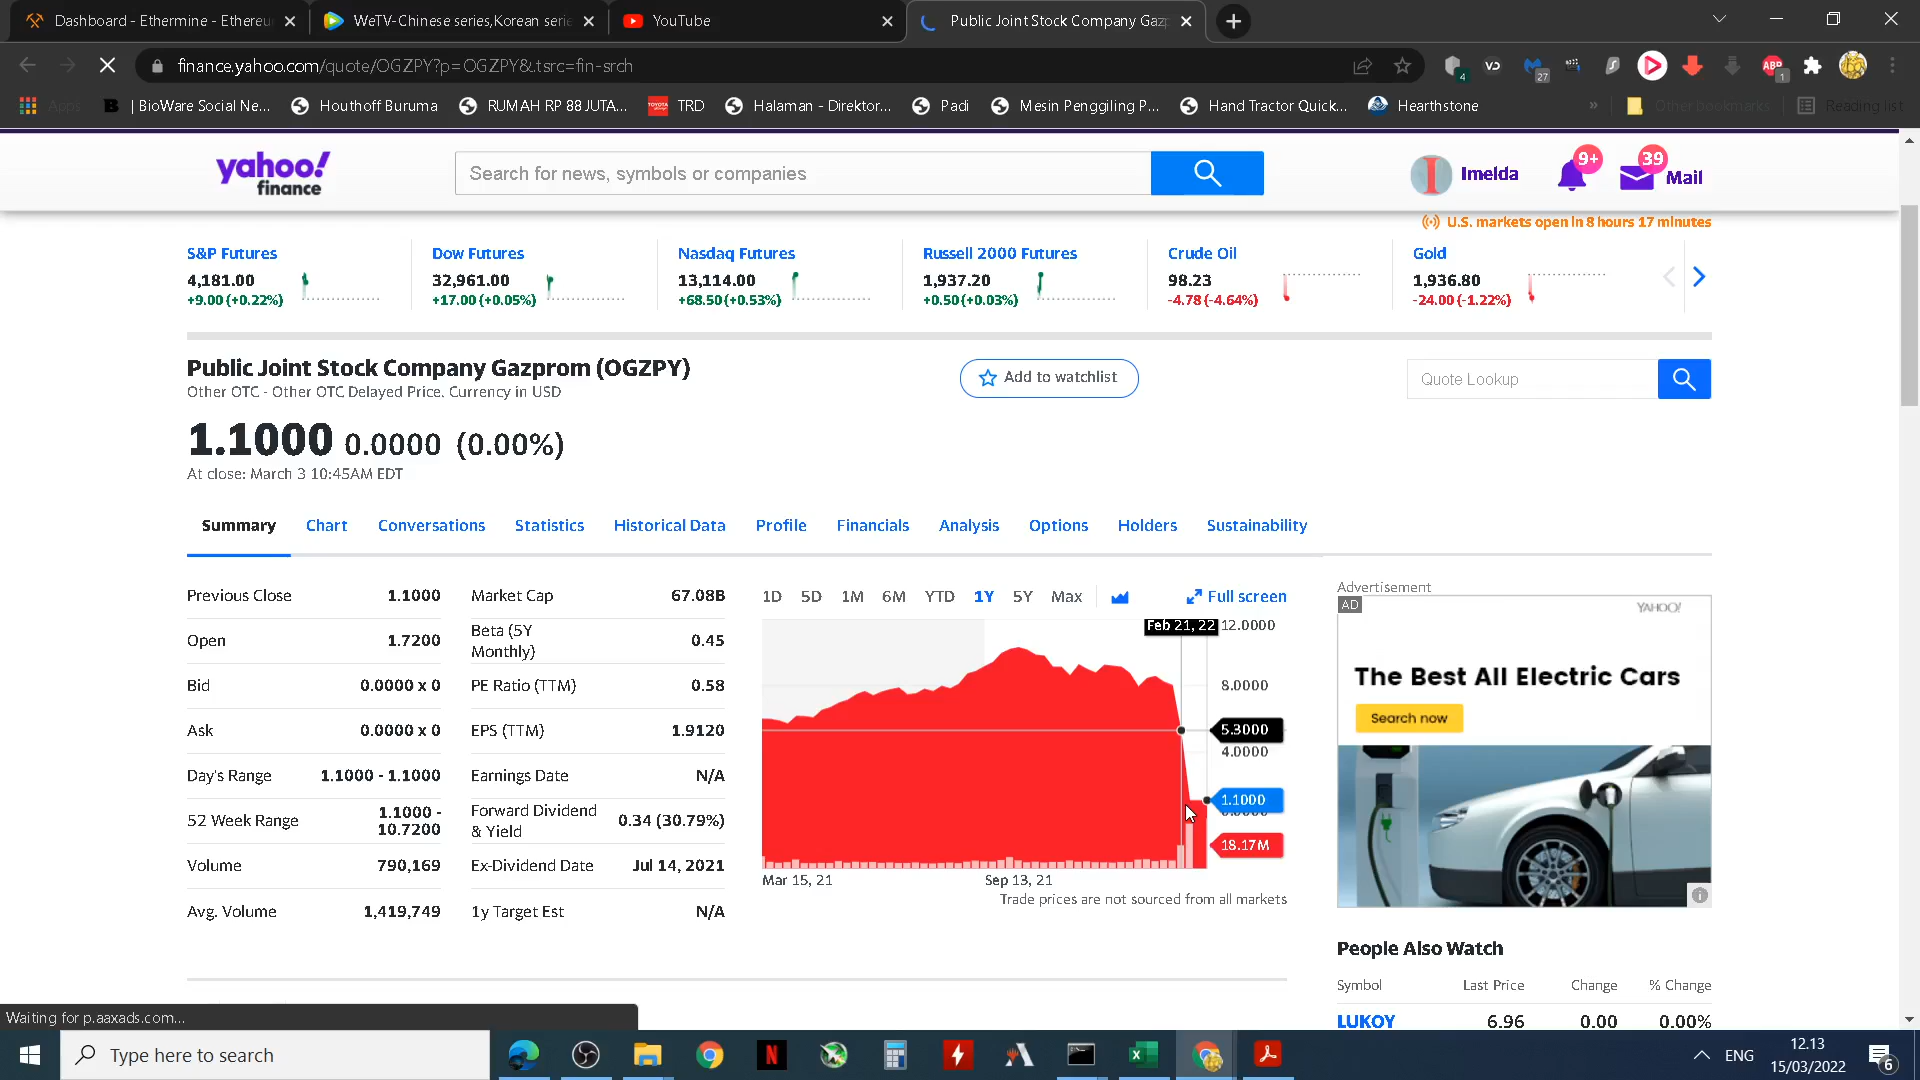 Dashboard - Ethermine - Ethereu
WeTV-Chinese series,Korean serie
YouTube
Public Joint Stock Company Gazp
finance.yahoo.com/quote/OGZPY?p=OGZPY&.tsrc=fin-srch
4
VD
27
ABP
1
Apps
B | BioWare Social Ne...
Houthoff Buruma
RUMAH RP 88 JUTA...
TRD
Halaman - Direktor...
Padi
Mesin Penggiling P...
Hand Tractor Quick...
Hearthstone
»
Other bookmarks
Reading list
yahoo!
finance
Search for news, symbols or companies
I
Imelda
9+
39
Mail
U.S. markets open in 8 hours 17 minutes
S&P Futures
4,181.00
+9.00 (+0.22%)
Dow Futures
32,961.00
+17.00 (+0.05%)
Nasdaq Futures
13,114.00
+68.50 (+0.53%)
Russell 2000 Futures
1,937.20
+0.50 (+0.03%)
Crude Oil
98.23
-4.78 (-4.64%)
Gold
1,936.80
-24.00 (-1.22%)
Public Joint Stock Company Gazprom (OGZPY)
Other OTC - Other OTC Delayed Price. Currency in USD
Add to watchlist
Quote Lookup
1.1000 0.0000 (0.00%)
At close: March 3 10:45AM EDT
Summary Chart Conversations Statistics Historical Data Profile Financials Analysis Options Holders Sustainability
Previous Close 1.1000
Open 1.7200
Bid 0.0000 x 0
Ask 0.0000 x 0
Day's Range 1.1000 - 1.1000
52 Week Range 1.1000 -
10.7200
Volume 790,169
Avg. Volume 1,419,749
Market Cap 67.08B
Beta (5Y
Monthly) 0.45
PE Ratio (TTM) 0.58
EPS (TTM) 1.9120
Earnings Date N/A
Forward Dividend
& Yield 0.34 (30.79%)
Ex-Dividend Date Jul 14, 2021
1y Target Est N/A
1D 5D 1M 6M YTD 1Y 5Y Max
Full screen
Feb 21, 22
12.0000
8.0000
5.3000
4.0000
1.1000
18.17M
Mar 15, 21
Sep 13, 21
Trade prices are not sourced from all markets
Advertisement
AD
YAHOO!
The Best All Electric Cars
Search now
People Also Watch
Symbol Last Price Change % Change
LUKOY 6.96 0.00 0.00%
Waiting for p.aaxads.com...
Type here to search
N
ENG
12.13
15/03/2022
6